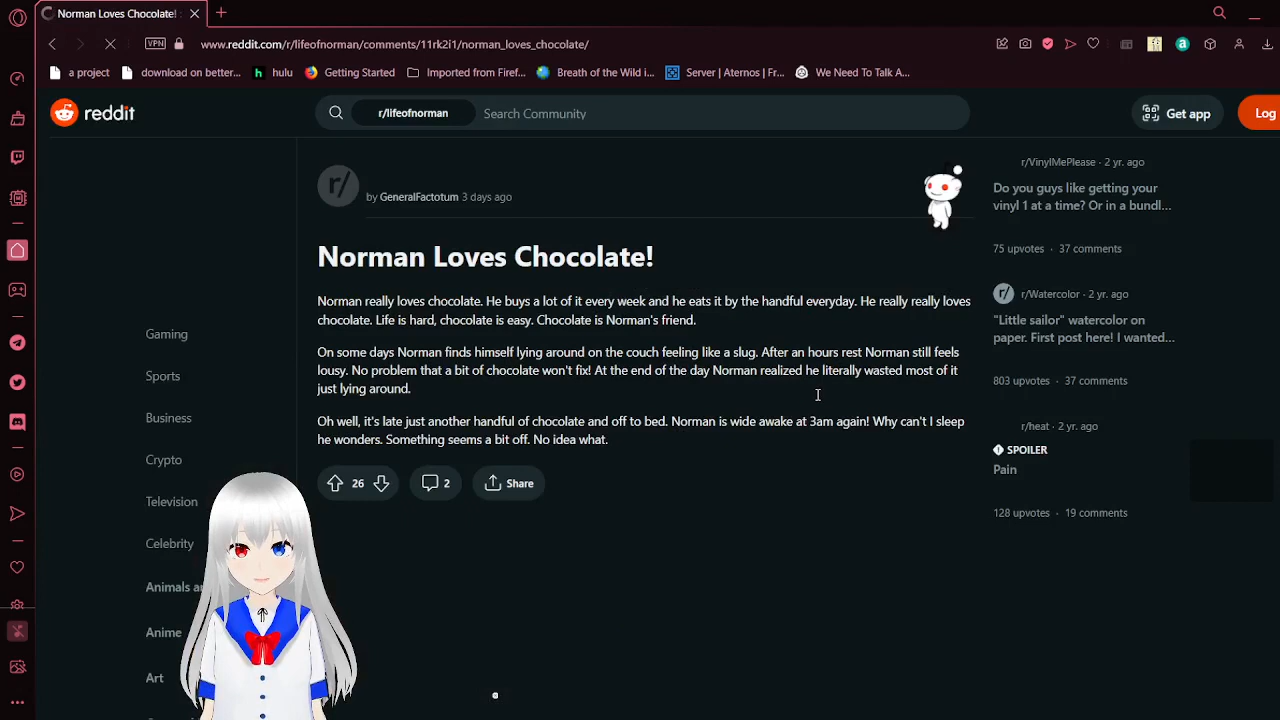 Norman Loves Chocolate!
VPN
www.reddit.com/r/lifeofnorman/comments/11rk2i1/norman_loves_chocolate/
a project
download on better...
hulu
Getting Started
Imported from Firef...
Breath of the Wild i...
Server | Aternos | Fr...
We Need To Talk A...
reddit
r/lifeofnorman
Search Community
Get app
Log
r/
by GeneralFactotum 3 days ago
Norman Loves Chocolate!
Norman really loves chocolate. He buys a lot of it every week and he eats it by the handful everyday. He really really loves
chocolate. Life is hard, chocolate is easy. Chocolate is Norman's friend.
On some days Norman finds himself lying around on the couch feeling like a slug. After an hours rest Norman still feels
lousy. No problem that a bit of chocolate won't fix! At the end of the day Norman realized he literally wasted most of it
just lying around.
Oh well, it's late just another handful of chocolate and off to bed. Norman is wide awake at 3am again! Why can't I sleep
he wonders. Something seems a bit off. No idea what.
26
2
Share
Gaming
Sports
Business
Crypto
Television
Celebrity
Animals an
Anime
Art
r/VinylMePlease · 2 yr. ago
Do you guys like getting your
vinyl 1 at a time? Or in a bundl...
75 upvotes · 37 comments
r/
r/Watercolor · 2 yr. ago
"Little sailor" watercolor on
paper. First post here! I wanted...
803 upvotes · 37 comments
r/heat · 2 yr. ago
SPOILER
Pain
128 upvotes · 19 comments